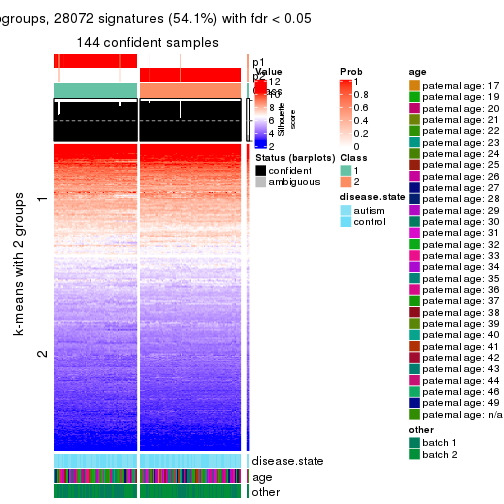 ogroups, 28072 signatures (54.1%) with fdr < 0.05
144 confident samples
p1
p2
Class
k-means with 2 groups
1
2
disease.state
age
other
Value
12
10
8
6
4
2
Silhouette
score
Prob
1
0.8
0.6
0.4
0.2
0
Status (barplots)
confident
ambiguous
Class
1
2
disease.state
autism
control
age
paternal age: 17
paternal age: 19
paternal age: 20
paternal age: 21
paternal age: 22
paternal age: 23
paternal age: 24
paternal age: 25
paternal age: 26
paternal age: 27
paternal age: 28
paternal age: 29
paternal age: 30
paternal age: 31
paternal age: 32
paternal age: 33
paternal age: 34
paternal age: 35
paternal age: 36
paternal age: 37
paternal age: 38
paternal age: 39
paternal age: 40
paternal age: 41
paternal age: 42
paternal age: 43
paternal age: 44
paternal age: 46
paternal age: 49
paternal age: n/a
other
batch 1
batch 2